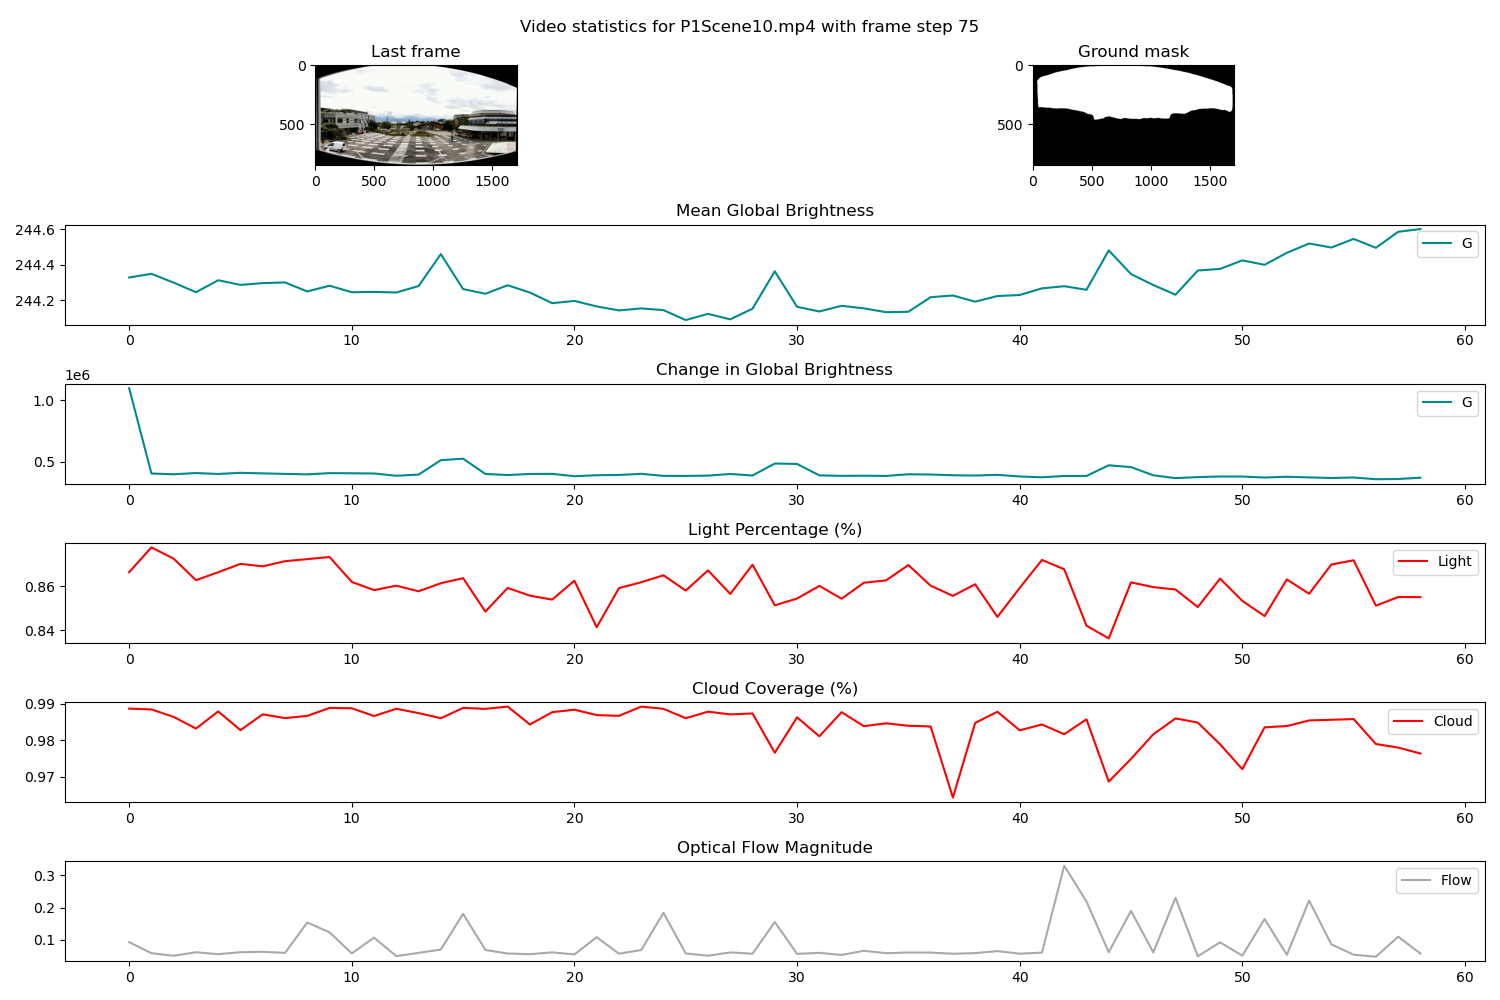 Video statistics for P1Scene10.mp4 with frame step 75
Last frame
0
500
0 500 1000 1500
Ground mask
0
500
0 500 1000 1500
Mean Global Brightness
244.6
244.4
244.2
G
0 10 20 30 40 50 60
Change in Global Brightness
1e6
1.0
0.5
G
0 10 20 30 40 50 60
Light Percentage (%)
0.86
0.84
Light
0 10 20 30 40 50 60
Cloud Coverage (%)
0.99
0.98
0.97
Cloud
0 10 20 30 40 50 60
Optical Flow Magnitude
0.3
0.2
0.1
Flow
0 10 20 30 40 50 60